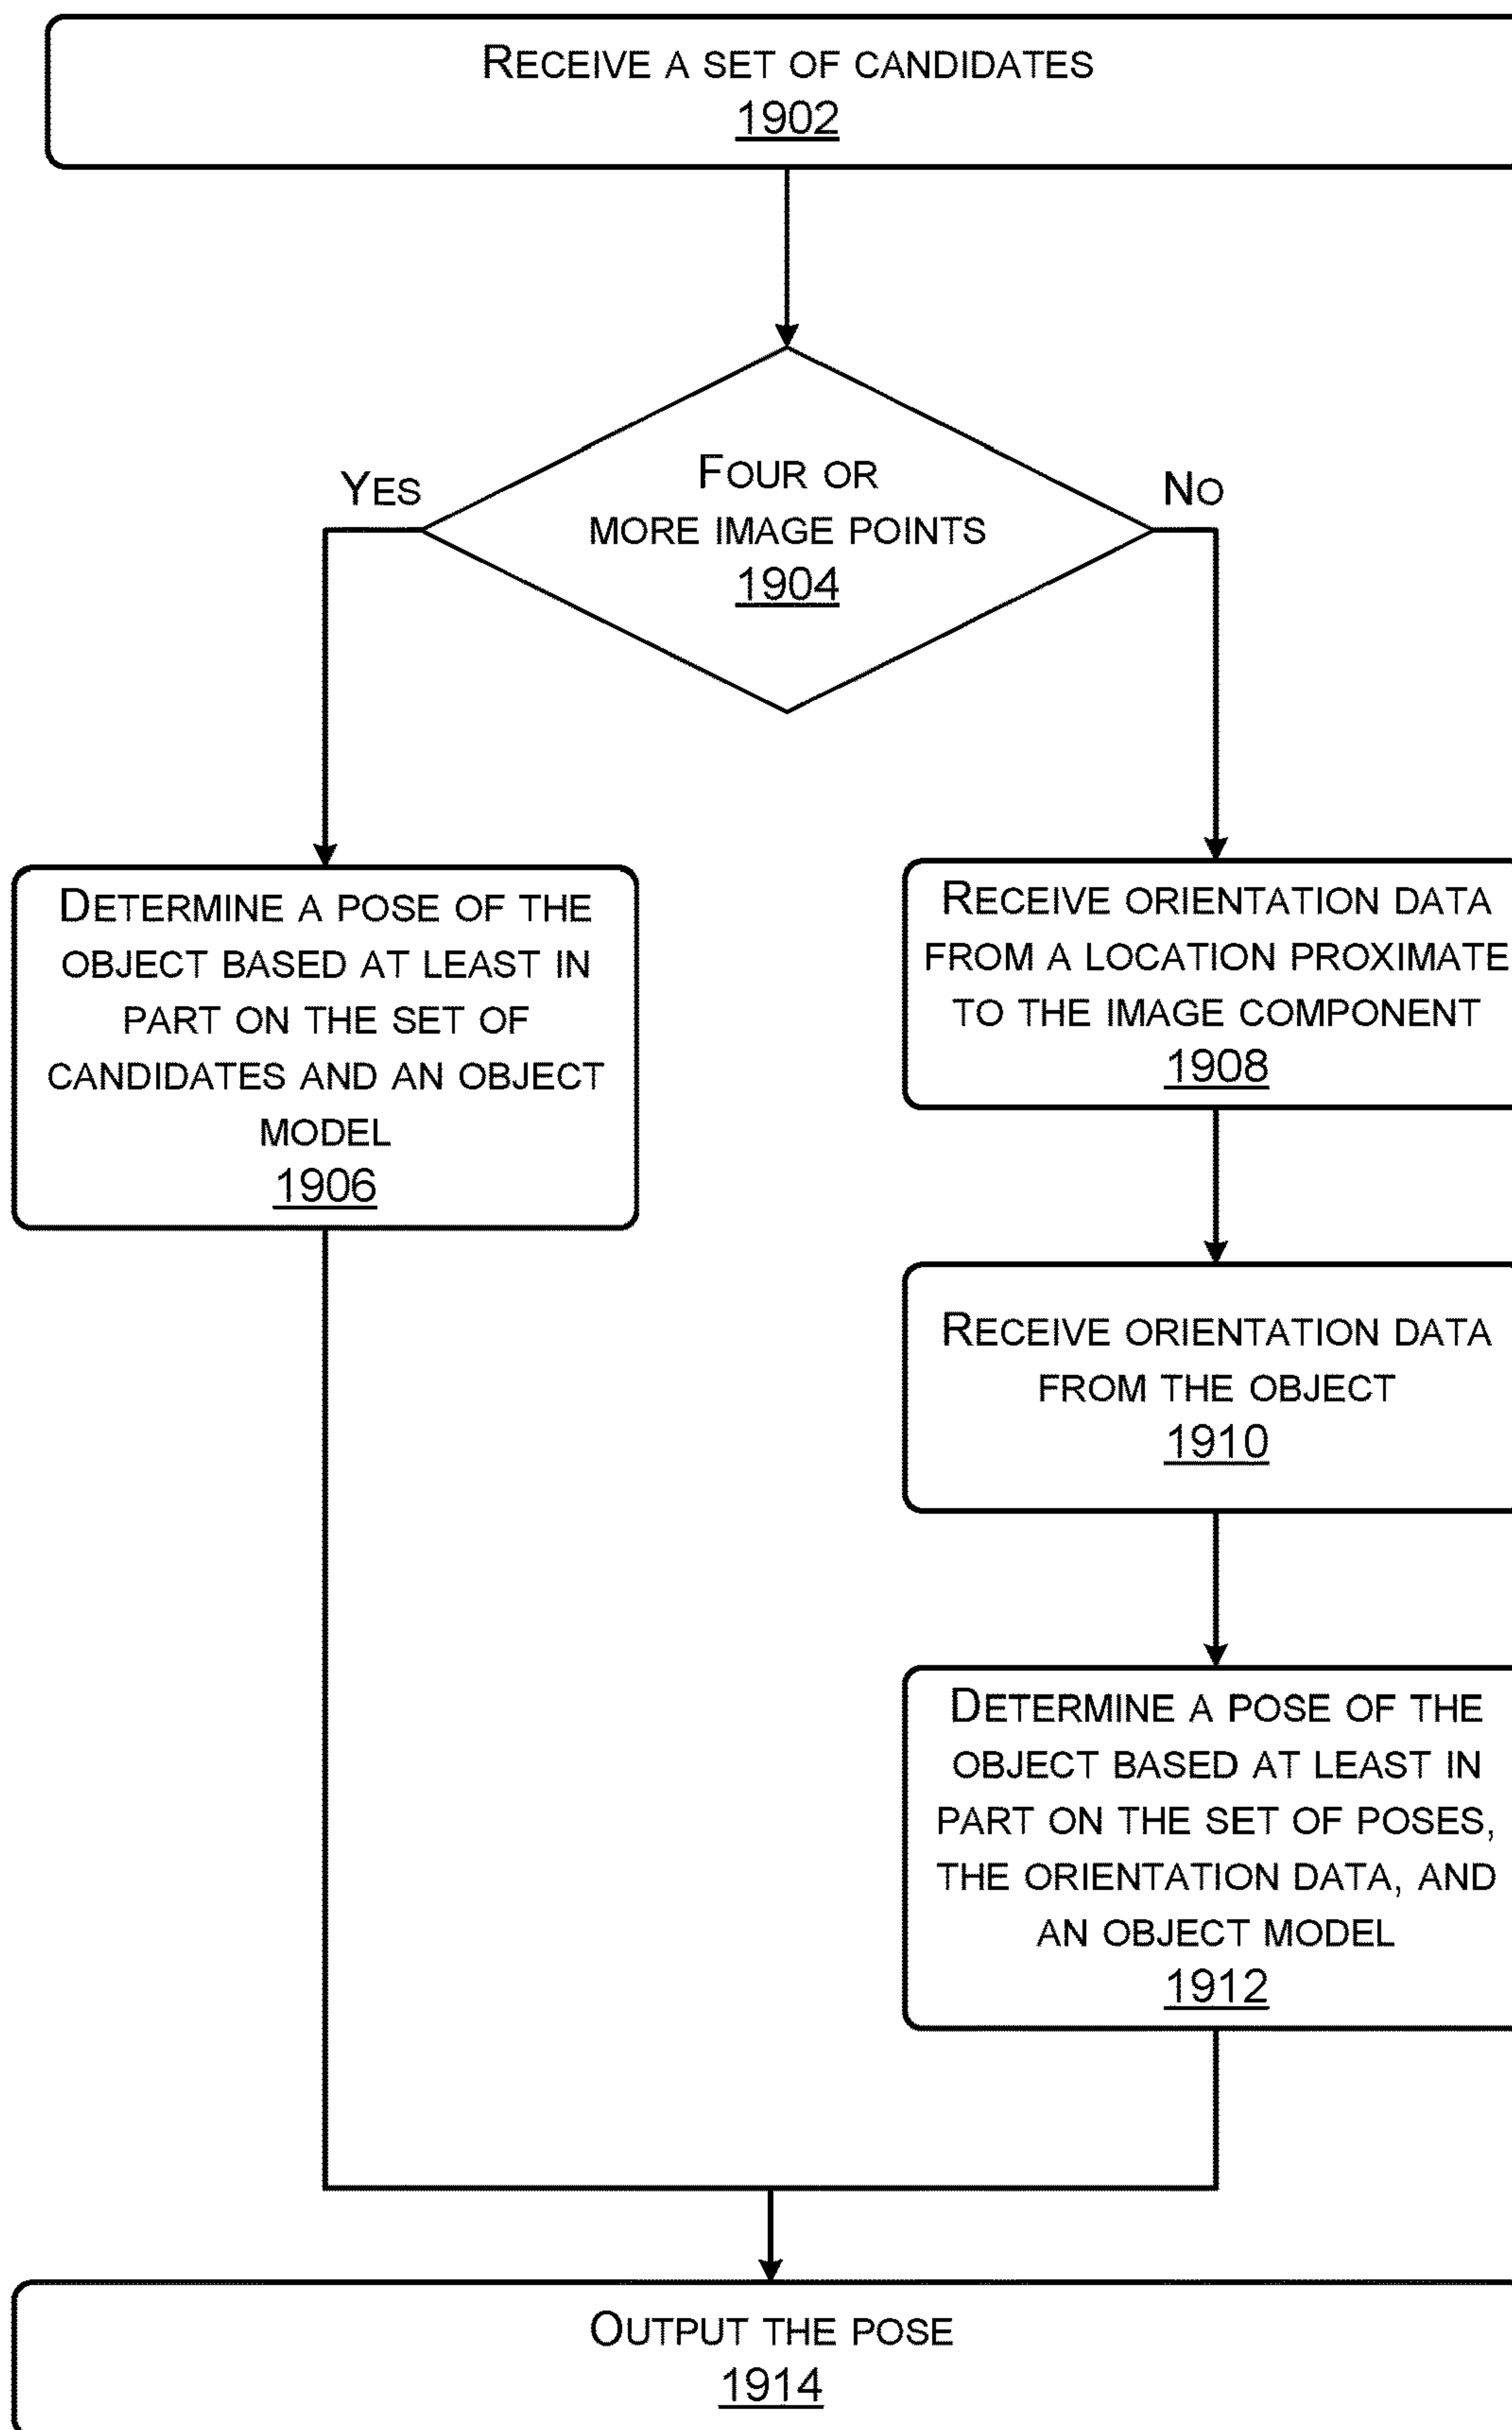 RECEIVE A SET OF CANDIDATES
1902
FOUR OR
MORE IMAGE POINTS
1904
YES
NO
DETERMINE A POSE OF THE
OBJECT BASED AT LEAST IN
PART ON THE SET OF
CANDIDATES AND AN OBJECT
MODEL
1906
RECEIVE ORIENTATION DATA
FROM A LOCATION PROXIMATE
TO THE IMAGE COMPONENT
1908
RECEIVE ORIENTATION DATA
FROM THE OBJECT
1910
DETERMINE A POSE OF THE
OBJECT BASED AT LEAST IN
PART ON THE SET OF POSES,
THE ORIENTATION DATA, AND
AN OBJECT MODEL
1912
OUTPUT THE POSE
1914